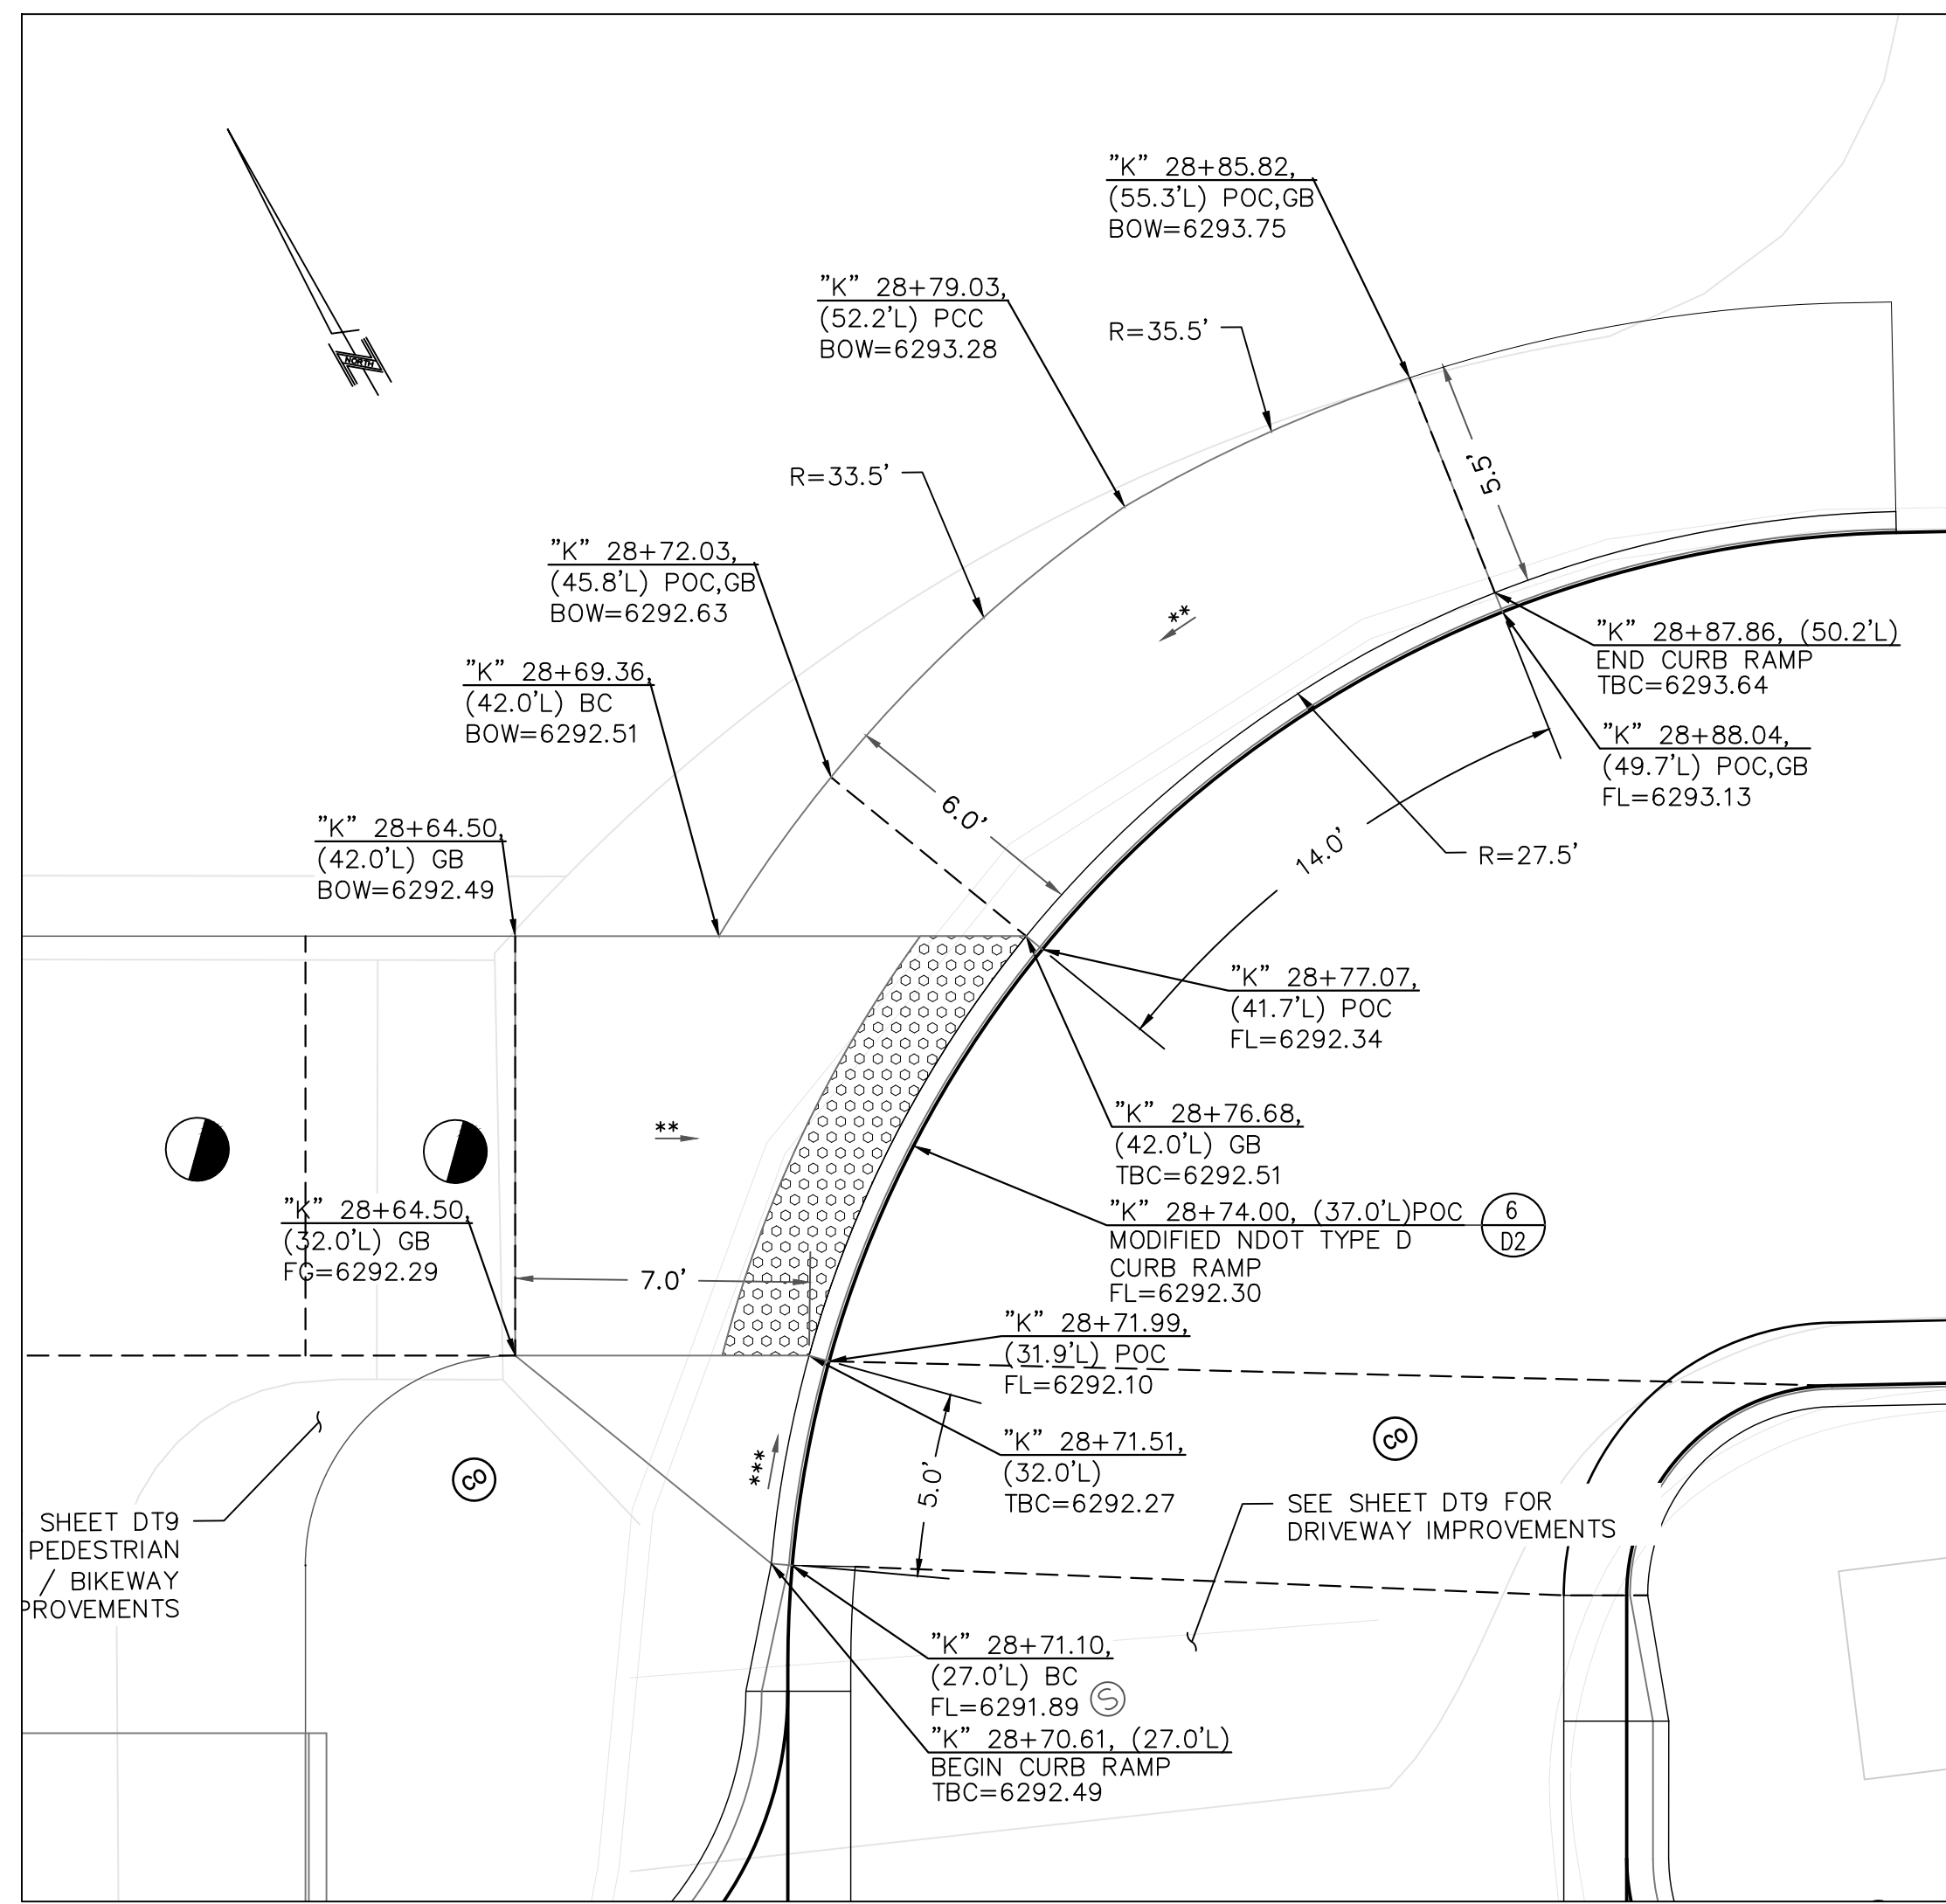 "K" 28+85.82,
(55.3'L) POC,GB
BOW=6293.75
"K" 28+79.03,
(52.2'L) PCC
BOW=6293.28
R=35.5'
NORTH
R=33.5'
5.5'
"K" 28+72.03,
(45.8'L) POC,GB
BOW=6292.63
**
"K" 28+87.86, (50.2'L)
END CURB RAMP
TBC=6293.64
"K" 28+69.36,
(42.0'L) BC
BOW=6292.51
"K" 28+88.04,
(49.7'L) POC,GB
FL=6293.13
6.0'
14.0'
R=27.5'
"K" 28+64.50,
(42.0'L) GB
BOW=6292.49
"K" 28+77.07,
(41.7'L) POC
FL=6292.34
"K" 28+76.68,
(42.0'L) GB
TBC=6292.51
**
"K" 28+74.00, (37.0'L)POC
MODIFIED NDOT TYPE D
CURB RAMP
FL=6292.30
6
D2
"K" 28+64.50,
(32.0'L) GB
FG=6292.29
7.0'
"K" 28+71.99,
(31.9'L) POC
FL=6292.10
"K" 28+71.51,
(32.0'L)
TBC=6292.27
***
5.0'
CO
CO
SHEET DT9
PEDESTRIAN
/ BIKEWAY
PROVEMENTS
SEE SHEET DT9 FOR
DRIVEWAY IMPROVEMENTS
"K" 28+71.10,
(27.0'L) BC
FL=6291.89
S
"K" 28+70.61, (27.0'L)
BEGIN CURB RAMP
TBC=6292.49